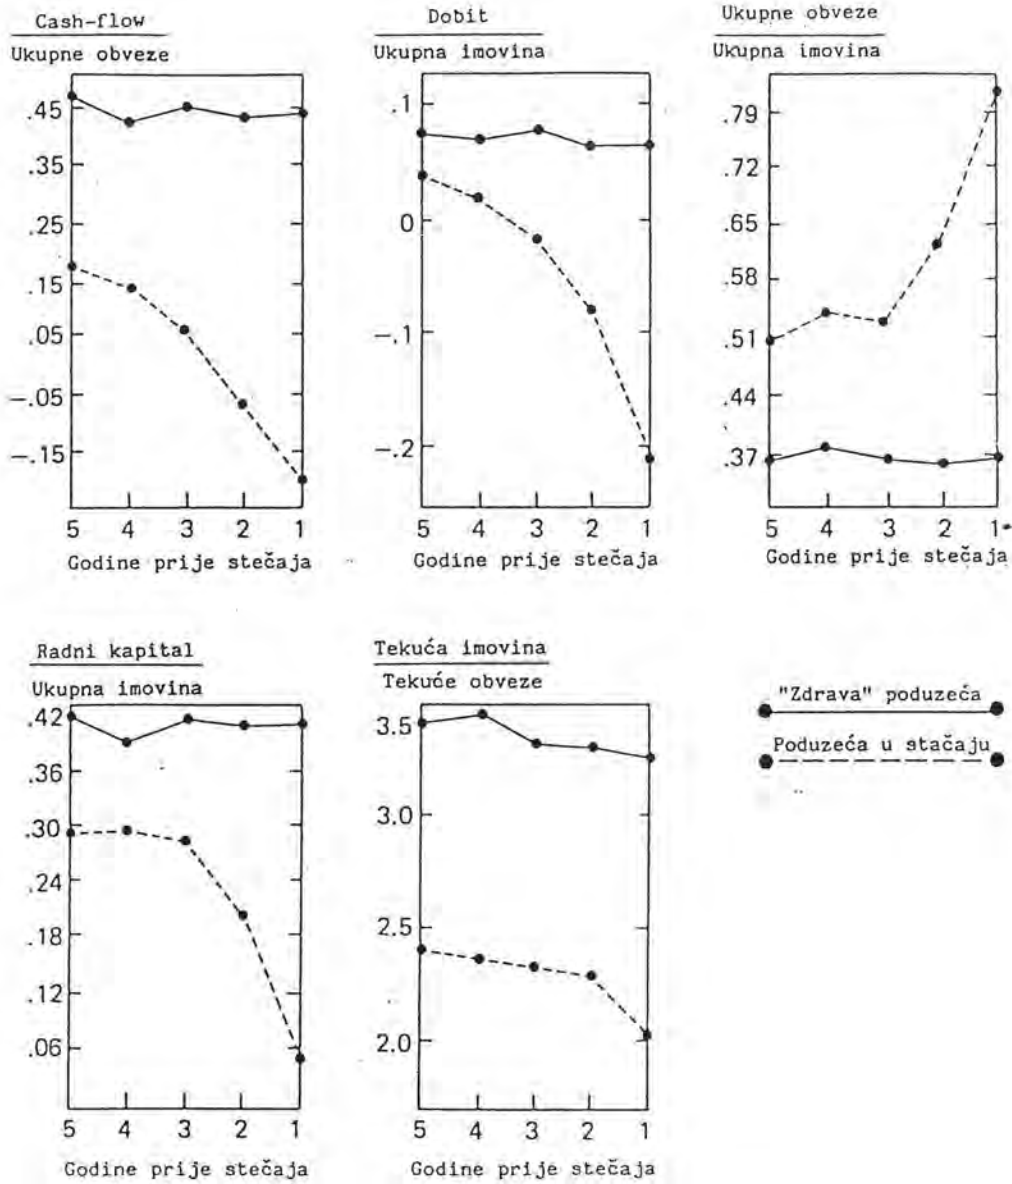 Cash-flow
Ukupne obveze
.45
.35
.25
.15
.05
—.05
—.15
5 4 3 2 1
Godine prije stečaja
Dobit
Ukupna imovina
.1
0
—.1
—.2
5 4 3 2 1
Godine prije stečaja
Ukupne obveze
Ukupna imovina
.79
.72
.65
.58
.51
.44
.37
5 4 3 2 1
Godine prije stečaja
Radni kapital
Ukupna imovina
.42
.36
.30
.24
.18
.12
.06
5 4 3 2 1
Godine prije stečaja
Tekuća imovina
Tekuće obveze
3.5
3.0
2.5
2.0
5 4 3 2 1
Godine prije stečaja
"Zdrava" poduzeća
Poduzeća u stačaju